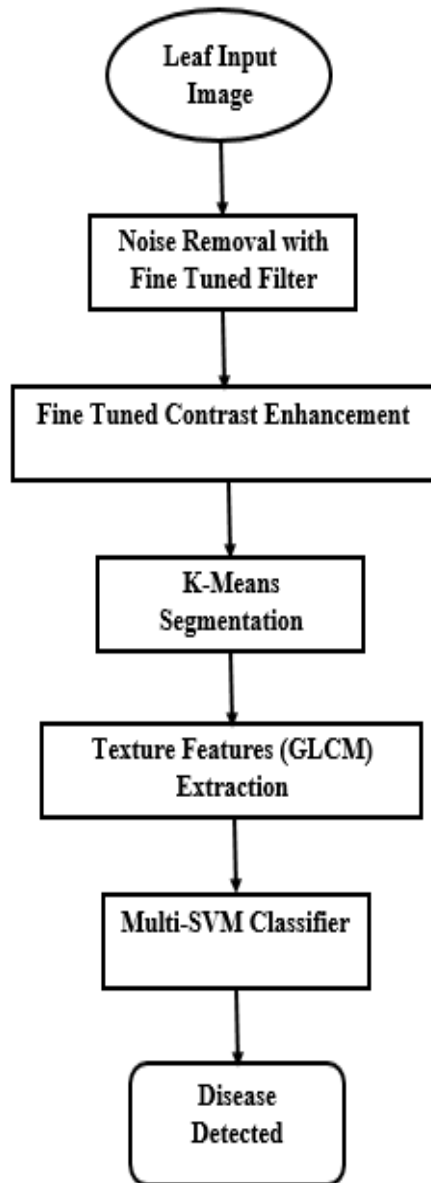 Leaf Input
Image
Noise Removal with
Fine Tuned Filter
Fine Tuned Contrast Enhancement
K-Means
Segmentation
Texture Features (GLCM)
Extraction
Multi-SVM Classifier
Disease
Detected